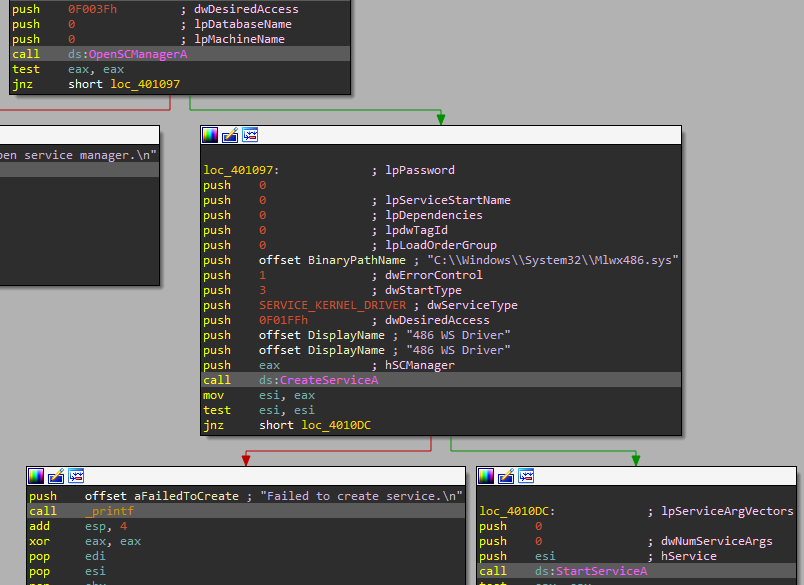 push 0F003Fh ; dwDesiredAccess
push 0 ; lpDatabaseName
push 0 ; lpMachineName
call ds:OpenSCManagerA
test eax, eax
jnz short loc_401097
pen service manager.\n"
loc_401097: ; lpPassword
push 0
push 0 ; lpServiceStartName
push 0 ; lpDependencies
push 0 ; lpdwTagId
push 0 ; lpLoadOrderGroup
push offset BinaryPathName ; "C:\\Windows\\System32\\Mlwx486.sys"
push 1 ; dwErrorControl
push 3 ; dwStartType
push SERVICE_KERNEL_DRIVER ; dwServiceType
push 0F01FFh ; dwDesiredAccess
push offset DisplayName ; "486 WS Driver"
push offset DisplayName ; "486 WS Driver"
push eax ; hSCManager
call ds:CreateServiceA
mov esi, eax
test esi, esi
jnz short loc_4010DC
push offset aFailedToCreate ; "Failed to create service.\n"
call _printf
add esp, 4
xor eax, eax
pop edi
pop esi
loc_4010DC: ; lpServiceArgVectors
push 0
push 0 ; dwNumServiceArgs
push esi ; hService
call ds:StartServiceA